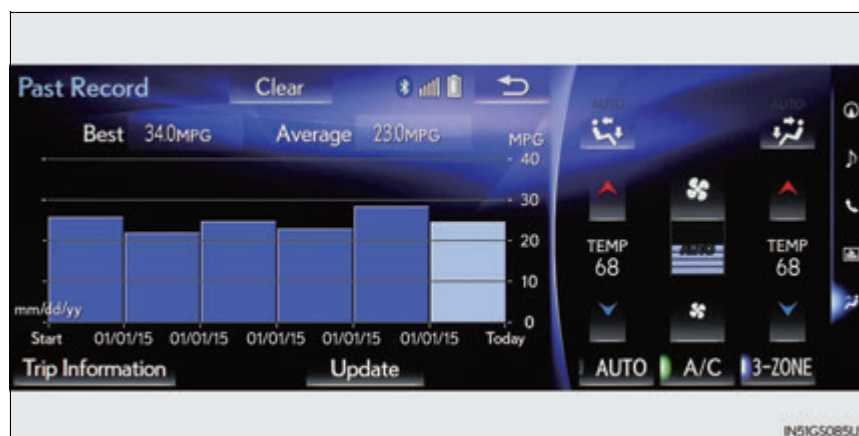 Past Record Clear
AUTO AUTO
Best 34.0MPG Average 23.0MPG MPG
40
30
20
10
0
TEMP 68
AUTO
TEMP 68
mm/dd/yy
Start 01/01/15 01/01/15 01/01/15 01/01/15 01/01/15 Today
Trip Information Update
AUTO A/C 3-ZONE
IN5IGS085U